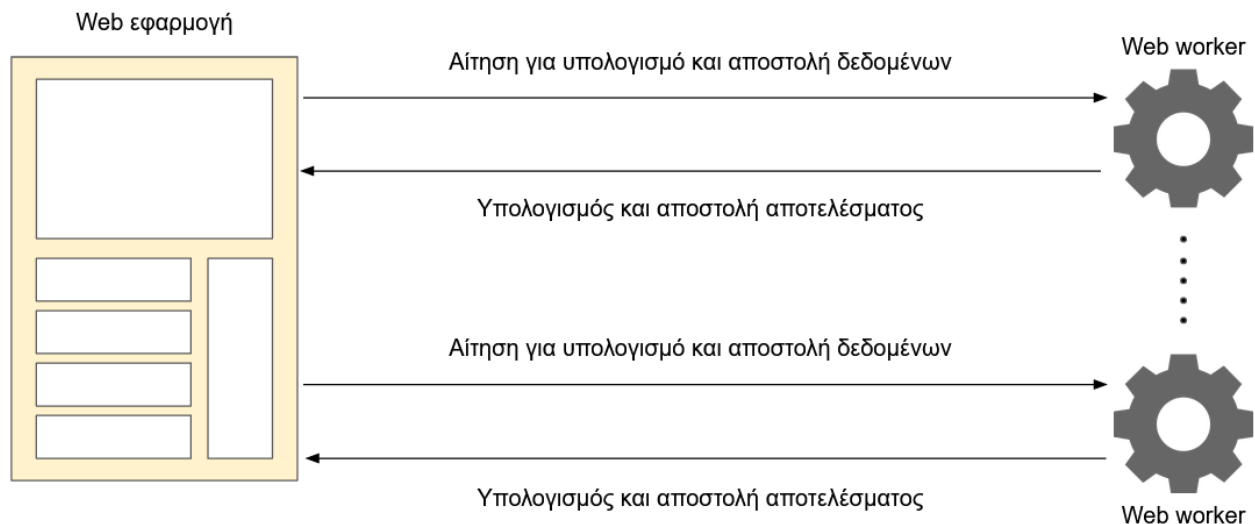 Web εφαρμογή
Web worker
Αίτηση για υπολογισμό και αποστολή δεδομένων
Υπολογισμός και αποστολή αποτελέσματος
Αίτηση για υπολογισμό και αποστολή δεδομένων
Υπολογισμός και αποστολή αποτελέσματος
Web worker